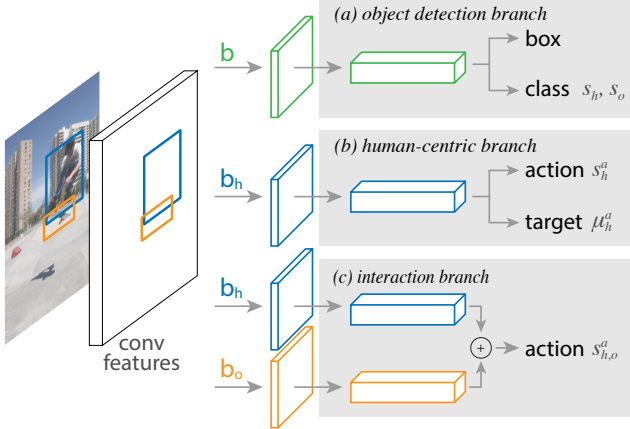 (a) object detection branch
b
box
class s_h, s_o
(b) human-centric branch
b_h
action s_h^a
target μ_h^a
(c) interaction branch
b_h
+
action s_{h,o}^a
b_o
conv
features